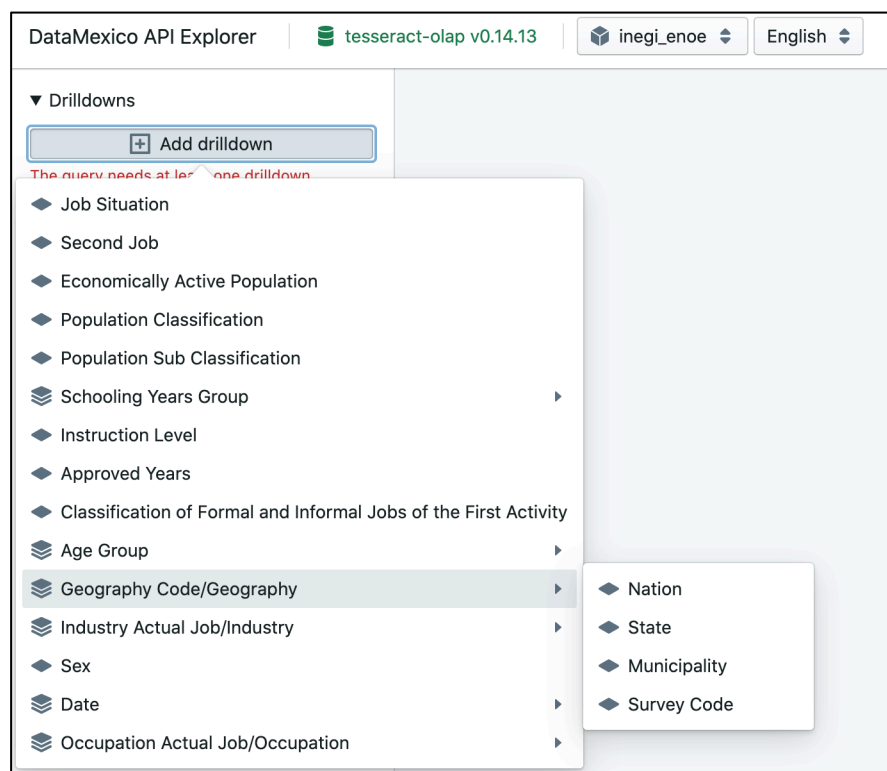 DataMexico API Explorer
tesseract-olap v0.14.13
inegi_enoe
English
▼ Drilldowns
Add drilldown
The query needs at least one drilldown
Job Situation
Second Job
Economically Active Population
Population Classification
Population Sub Classification
Schooling Years Group
Instruction Level
Approved Years
Classification of Formal and Informal Jobs of the First Activity
Age Group
Geography Code/Geography
Nation
Industry Actual Job/Industry
State
Sex
Municipality
Date
Survey Code
Occupation Actual Job/Occupation